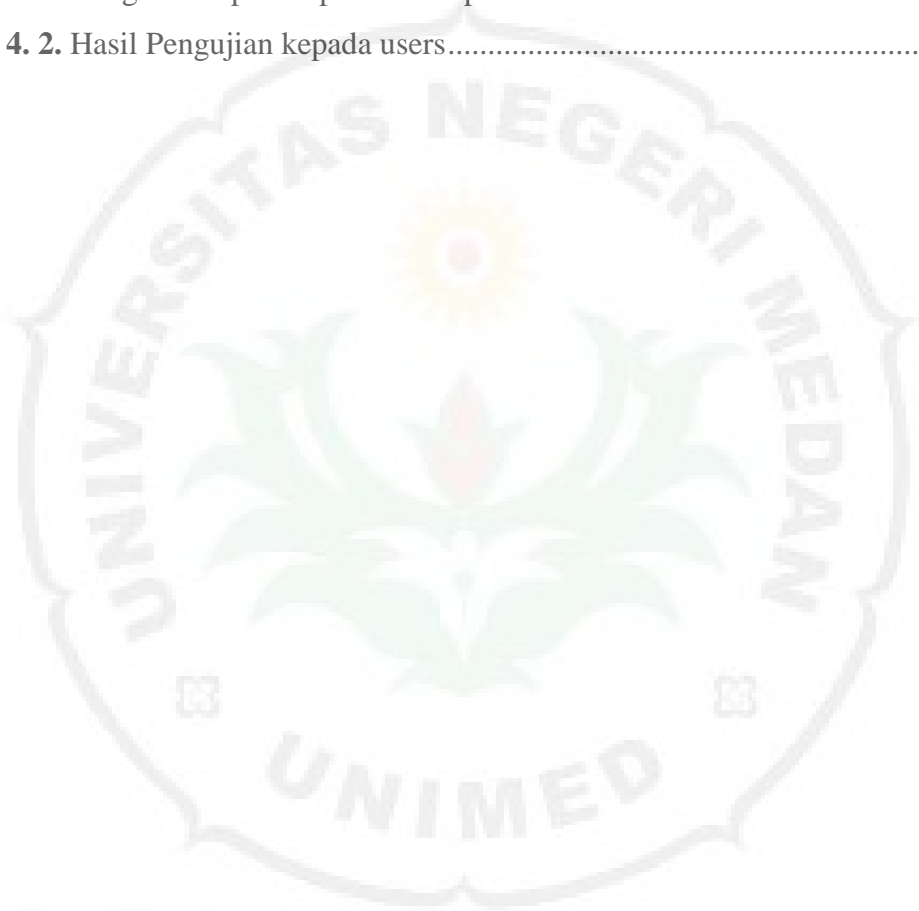 4. 2. Hasil Pengujian kepada users......................................................................
UNIVERSITAS NEGERI MEDAN
UNIMED